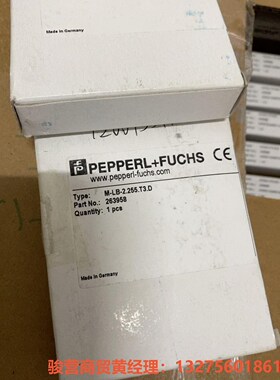 Made in Germany
PEPPERL+FUCHS CE
www.pepperl-fuchs.com
Type: M-LB-2.255.T3.D
Part No.: 263958
Quantity: 1 pcs
Made in Germany
骏营商贸黄经理：13275601861